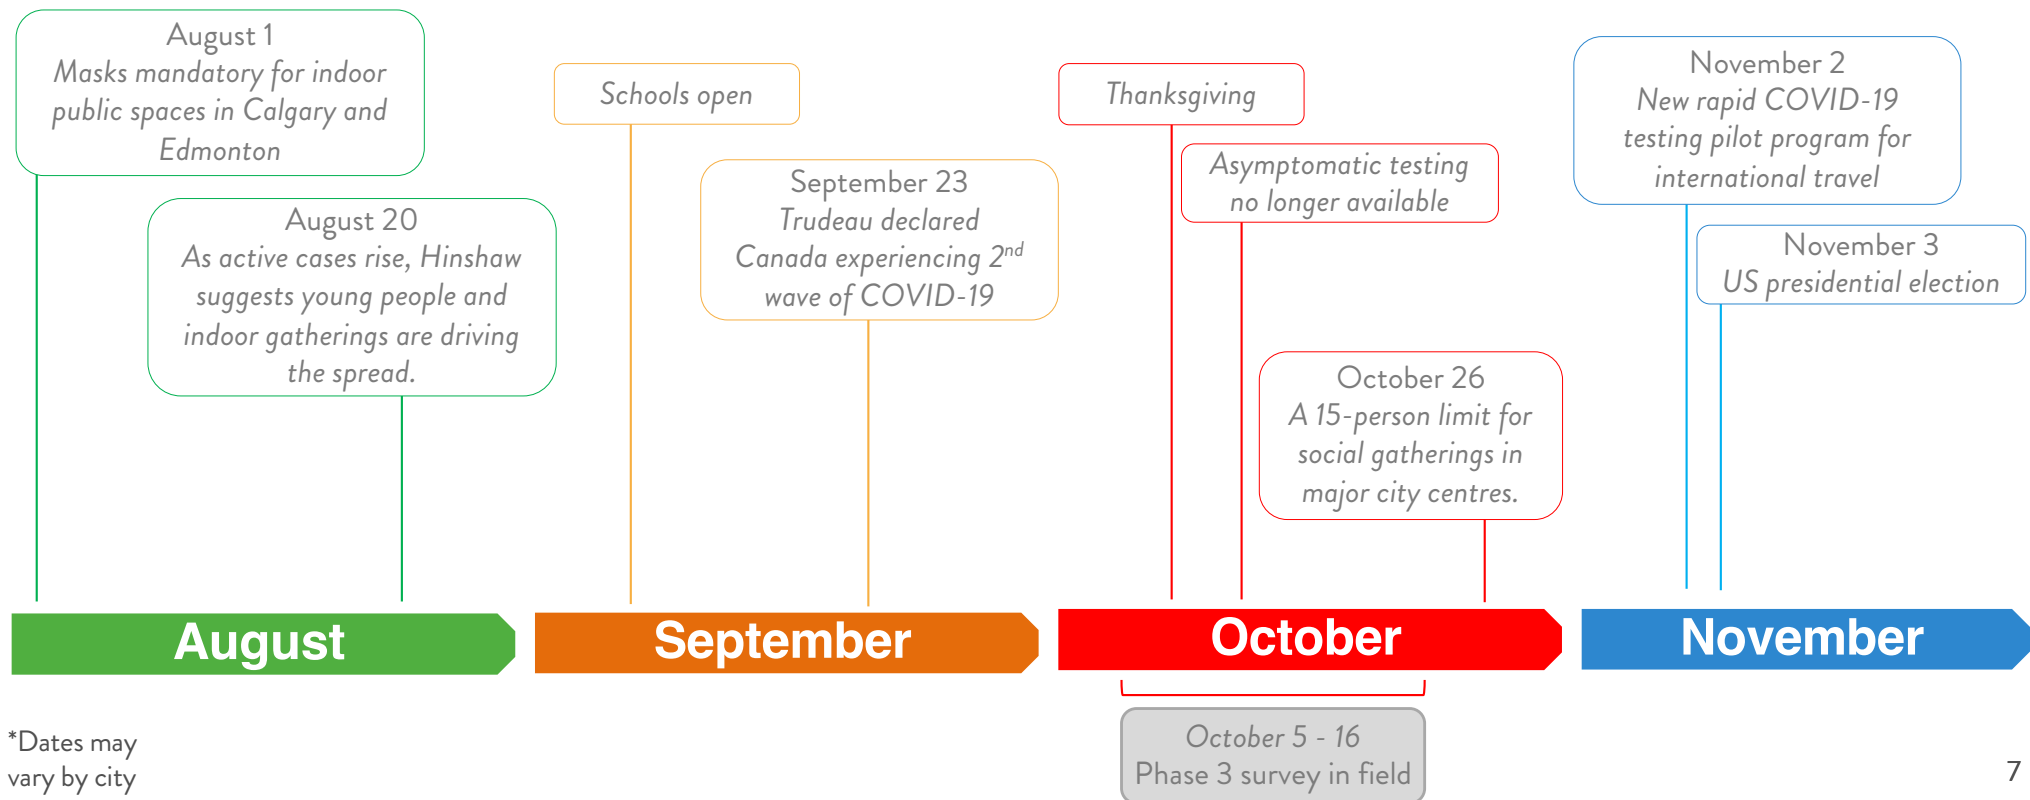 August 1
Masks mandatory for indoor
public spaces in Calgary and
Edmonton
August 20
As active cases rise, Hinshaw
suggests young people and
indoor gatherings are driving
the spread.
Schools open
September 23
Trudeau declared
Canada experiencing 2nd
wave of COVID-19
Thanksgiving
Asymptomatic testing
no longer available
October 26
A 15-person limit for
social gatherings in
major city centres.
November 2
New rapid COVID-19
testing pilot program for
international travel
November 3
US presidential election
August
September
October
November
October 5 - 16
Phase 3 survey in field
*Dates may
vary by city
7